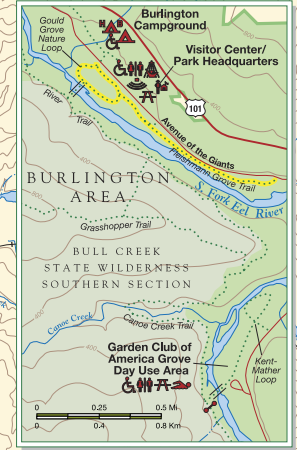 Gould
Grove
Nature
Loop
H B
Burlington
Campground
Visitor Center/
Park Headquarters
101
River
Trail
Avenue of the Giants
Fleischmann Grove Trail
400
BURLINGTON
AREA
S. Fork Eel River
Grasshopper Trail
BULL CREEK
STATE WILDERNESS
SOUTHERN SECTION
Canoe Creek
Canoe Creek Trail
400
Garden Club of
America Grove
Day Use Area
Kent-
Mather
Loop
0 0.25 0.5 Mi
0 0.4 0.8 Km